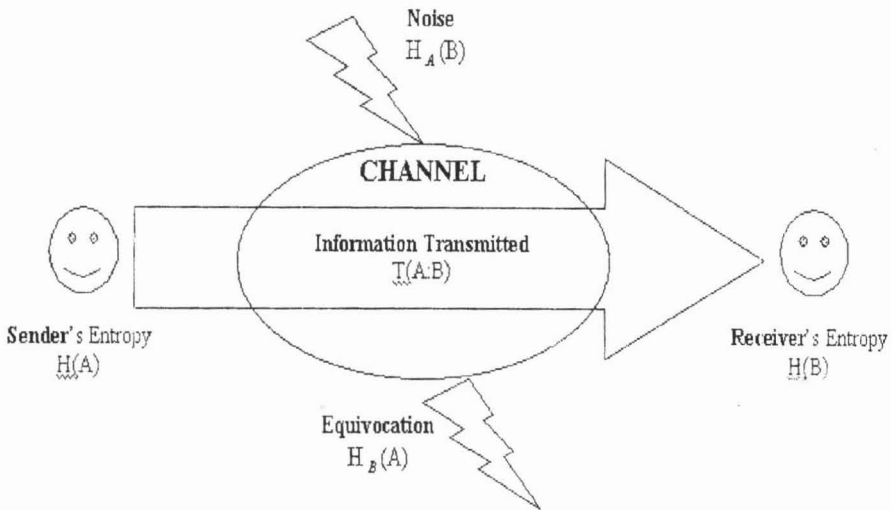 Noise
H_A(B)
CHANNEL
Information Transmitted
T(A:B)
Sender's Entropy
H(A)
Receiver's Entropy
H(B)
Equivocation
H_B(A)